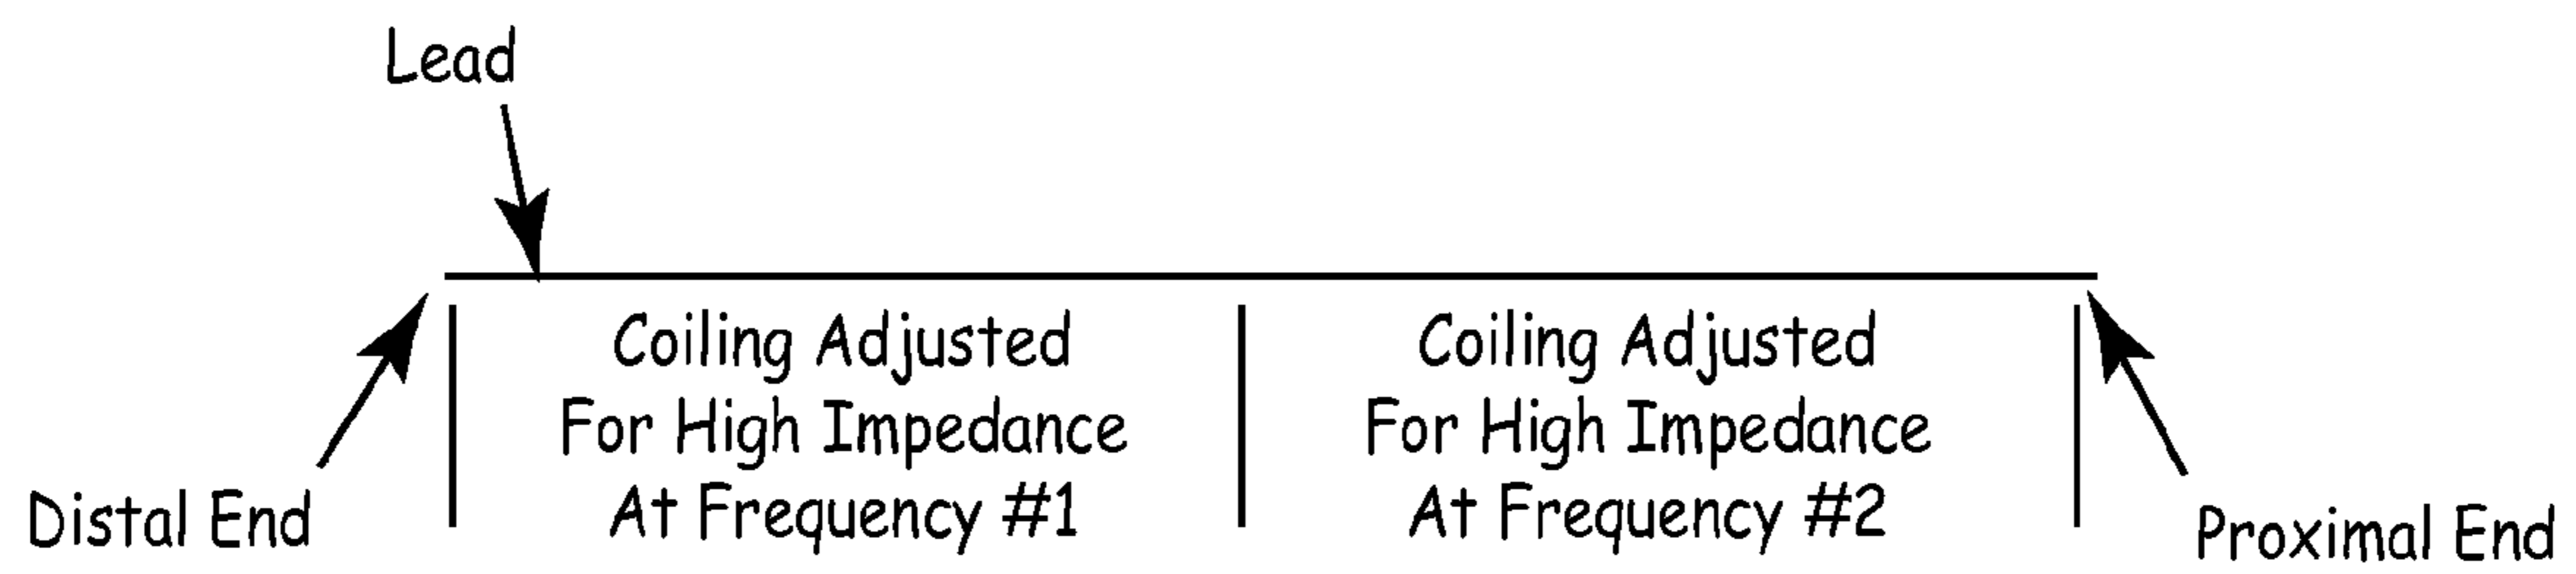 Lead
Coiling Adjusted
For High Impedance
At Frequency #1
Coiling Adjusted
For High Impedance
At Frequency #2
Distal End
Proximal End